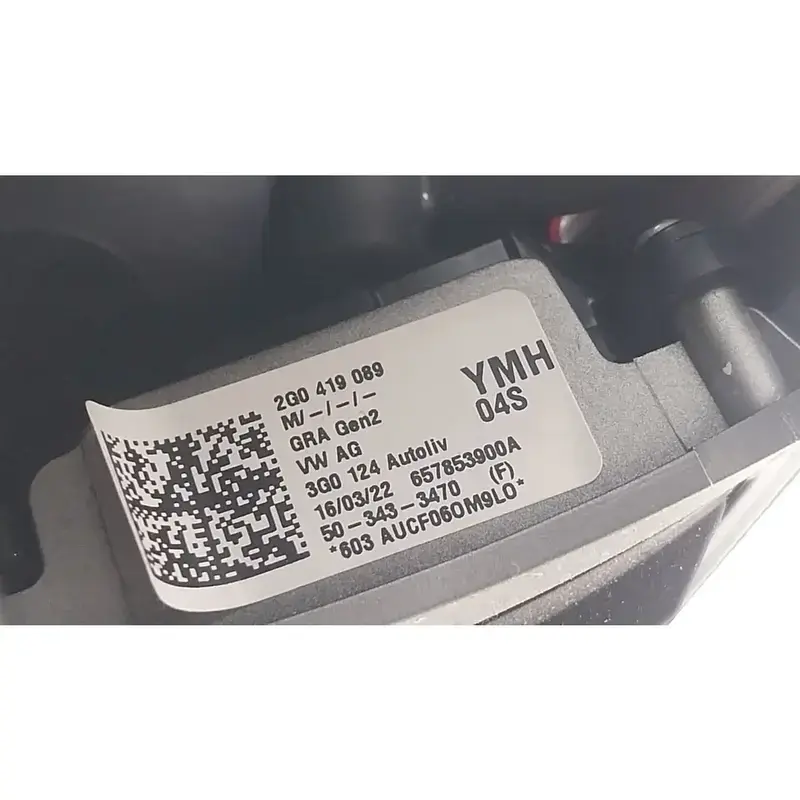 2G0 419 089
M/-/-/-
GRA Gen2
VW AG
3G0 124 Autoliv
16/03/22 657853900A
50-343-3470 (F)
*603 AUCF060M9L0*
YMH
04S